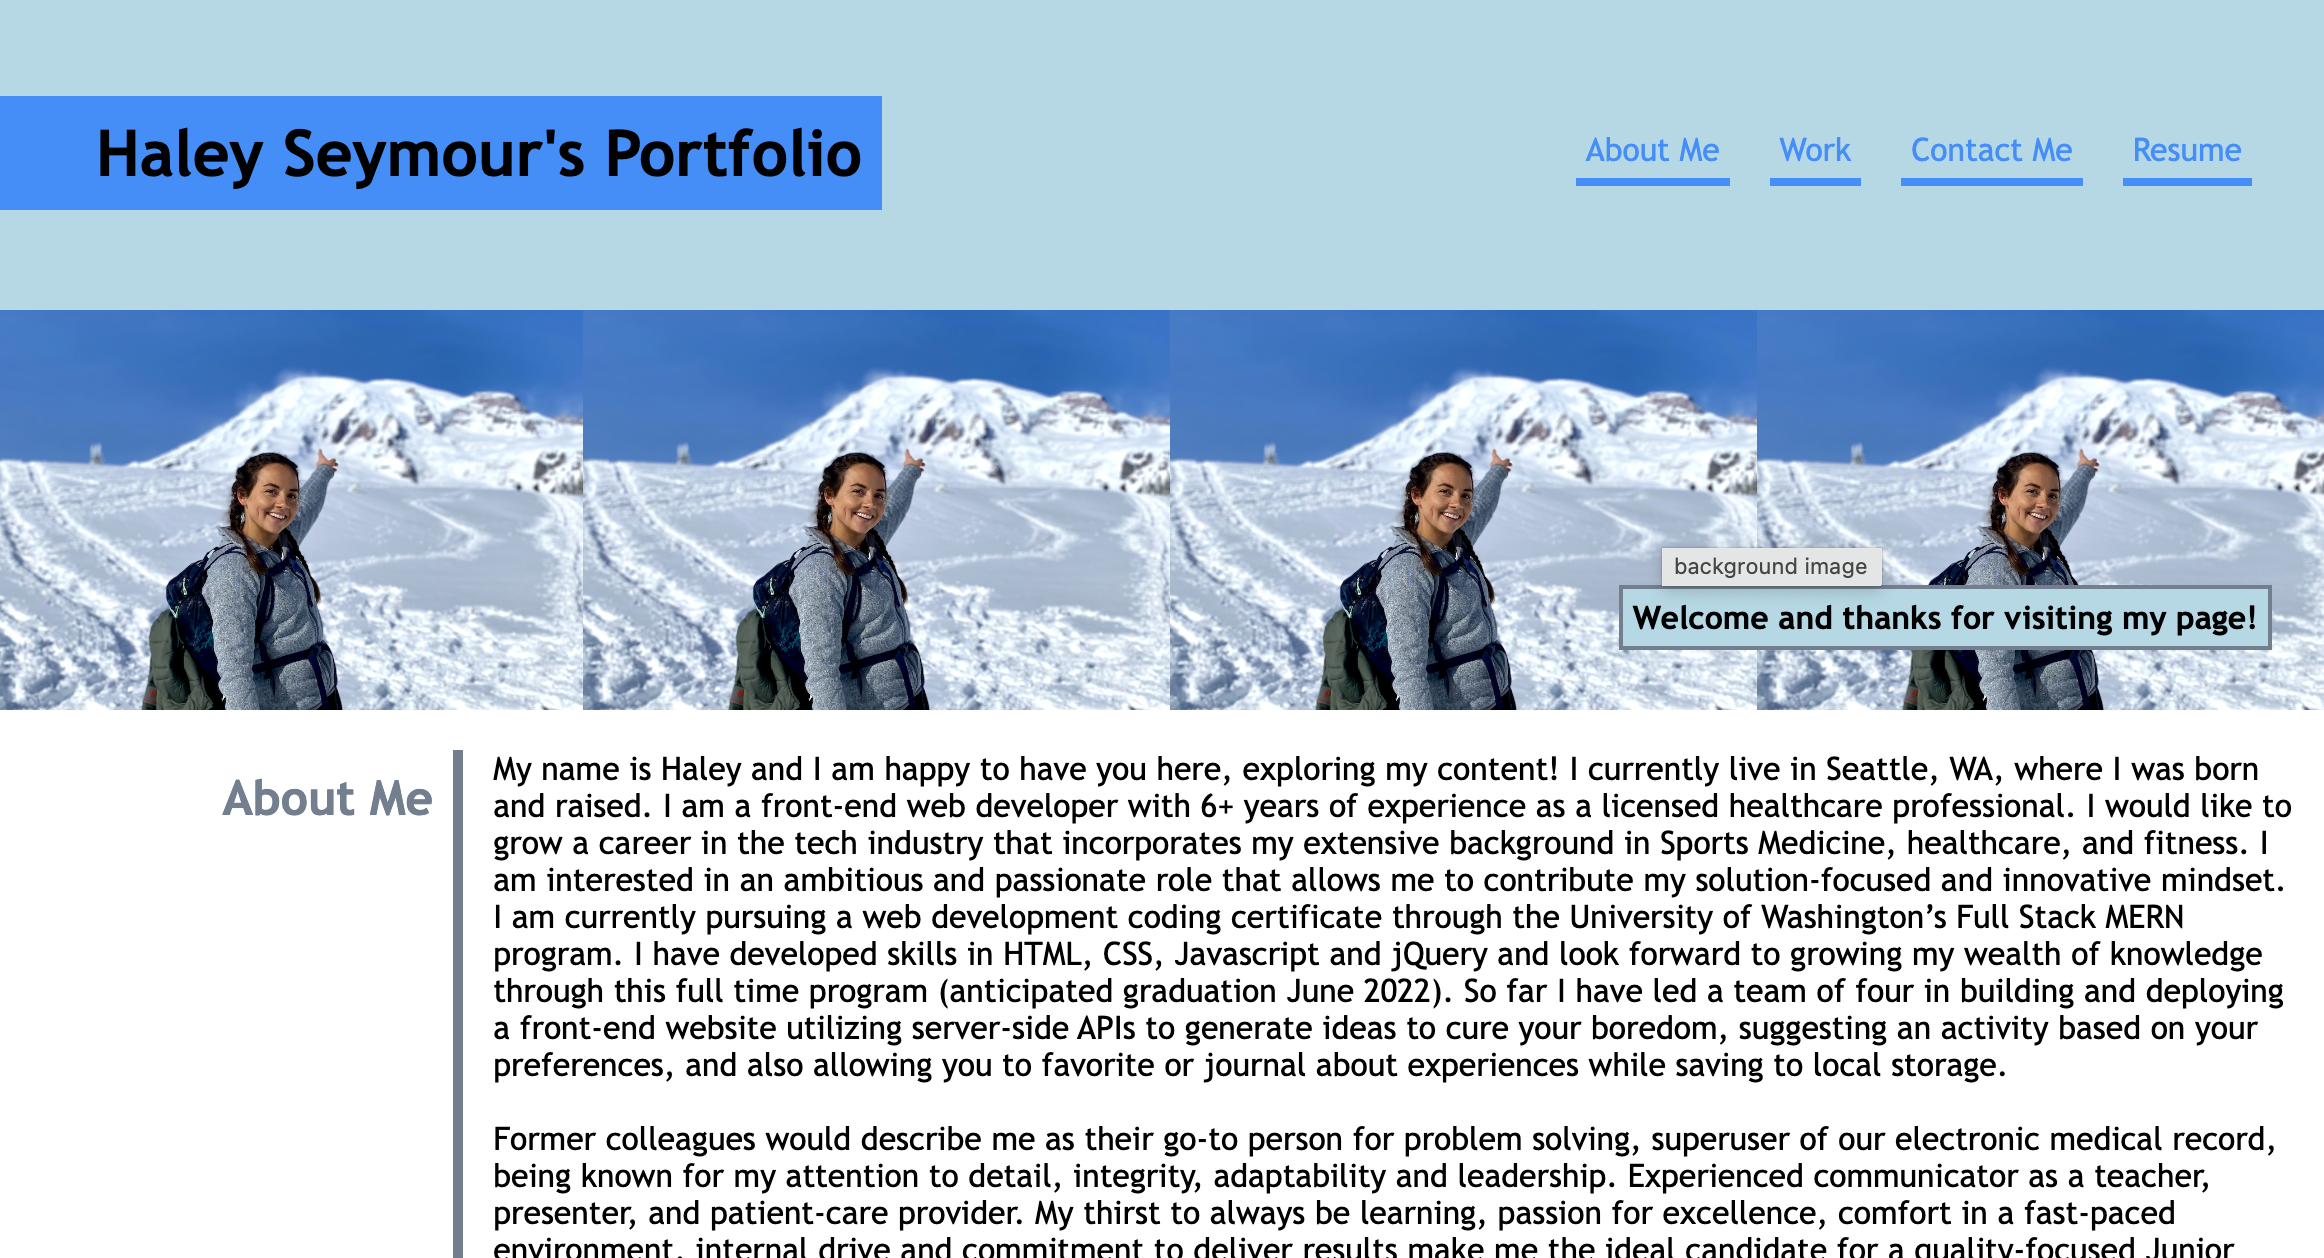 Haley Seymour's Portfolio
About Me Work Contact Me Resume
background image
Welcome and thanks for visiting my page!
About Me
My name is Haley and I am happy to have you here, exploring my content! I currently live in Seattle, WA, where I was born
and raised. I am a front-end web developer with 6+ years of experience as a licensed healthcare professional. I would like to
grow a career in the tech industry that incorporates my extensive background in Sports Medicine, healthcare, and fitness. I
am interested in an ambitious and passionate role that allows me to contribute my solution-focused and innovative mindset.
I am currently pursuing a web development coding certificate through the University of Washington’s Full Stack MERN
program. I have developed skills in HTML, CSS, Javascript and jQuery and look forward to growing my wealth of knowledge
through this full time program (anticipated graduation June 2022). So far I have led a team of four in building and deploying
a front-end website utilizing server-side APIs to generate ideas to cure your boredom, suggesting an activity based on your
preferences, and also allowing you to favorite or journal about experiences while saving to local storage.
Former colleagues would describe me as their go-to person for problem solving, superuser of our electronic medical record,
being known for my attention to detail, integrity, adaptability and leadership. Experienced communicator as a teacher,
presenter, and patient-care provider. My thirst to always be learning, passion for excellence, comfort in a fast-paced
environment, internal drive and commitment to deliver results make me the ideal candidate for a quality-focused Junior